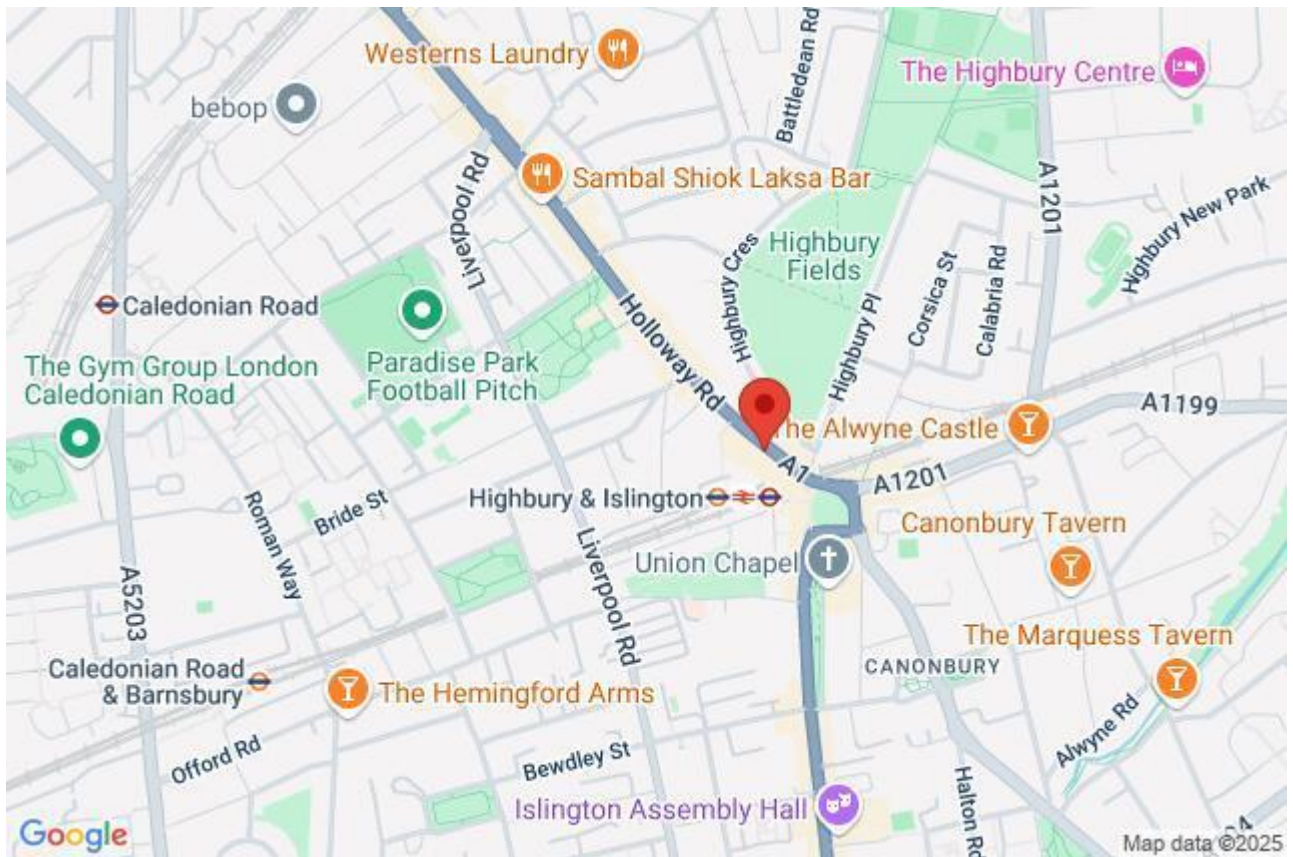 Westerns Laundry
Battledean Rd
The Highbury Centre
bebop
Liverpool Rd
Sambal Shiok Laksa Bar
A1201
Highbury New Park
Highbury
Fields
Highbury Cres
Corsica St
Calabria Rd
Caledonian Road
Holloway Rd
Highbury Pl
The Gym Group London
Caledonian Road
Paradise Park
Football Pitch
A1199
The Alwyne Castle
A1
A1201
Highbury & Islington
Roman Way
Bride St
Canonbury Tavern
Union Chapel
Liverpool Rd
A5203
The Marquess Tavern
CANONBURY
Caledonian Road
& Barnsbury
The Hemingford Arms
Alwyne Rd
Offord Rd
Bewdley St
Islington Assembly Hall
Halton Rd
Google
Map data ©2025